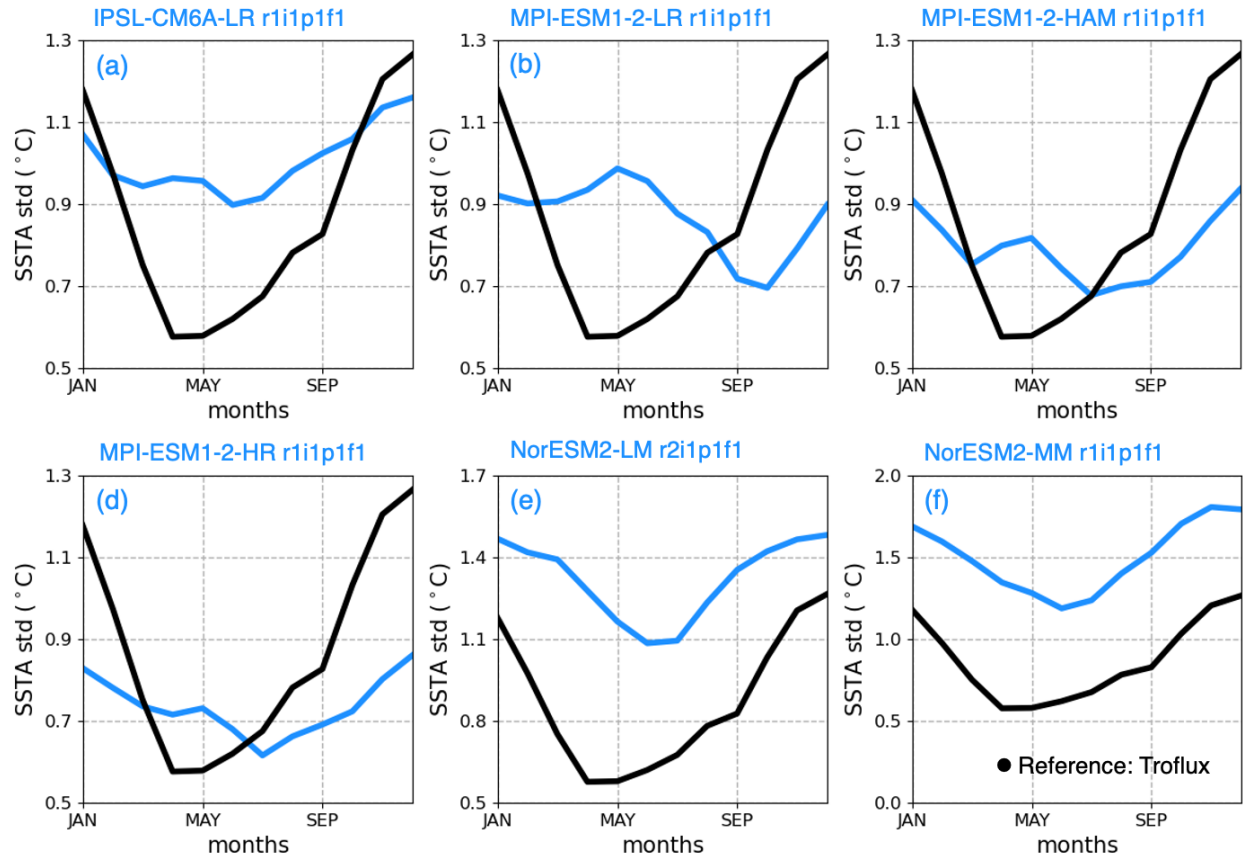 IPSL-CM6A-LR r1i1p1f1
MPI-ESM1-2-LR r1i1p1f1
MPI-ESM1-2-HAM r1i1p1f1
(a)
1.3
1.1
0.9
0.7
0.5
SSTA std ( °C)
JAN
MAY
SEP
months
(b)
1.3
1.1
0.9
0.7
0.5
SSTA std ( °C)
JAN
MAY
SEP
months
(c)
1.3
1.1
0.9
0.7
0.5
SSTA std ( °C)
JAN
MAY
SEP
months
MPI-ESM1-2-HR r1i1p1f1
NorESM2-LM r2i1p1f1
NorESM2-MM r1i1p1f1
(d)
1.3
1.1
0.9
0.7
0.5
SSTA std ( °C)
JAN
MAY
SEP
months
(e)
1.7
1.4
1.1
0.8
0.5
SSTA std ( °C)
JAN
MAY
SEP
months
(f)
2.0
1.5
1.0
0.5
0.0
SSTA std ( °C)
Reference: Troflux
JAN
MAY
SEP
months